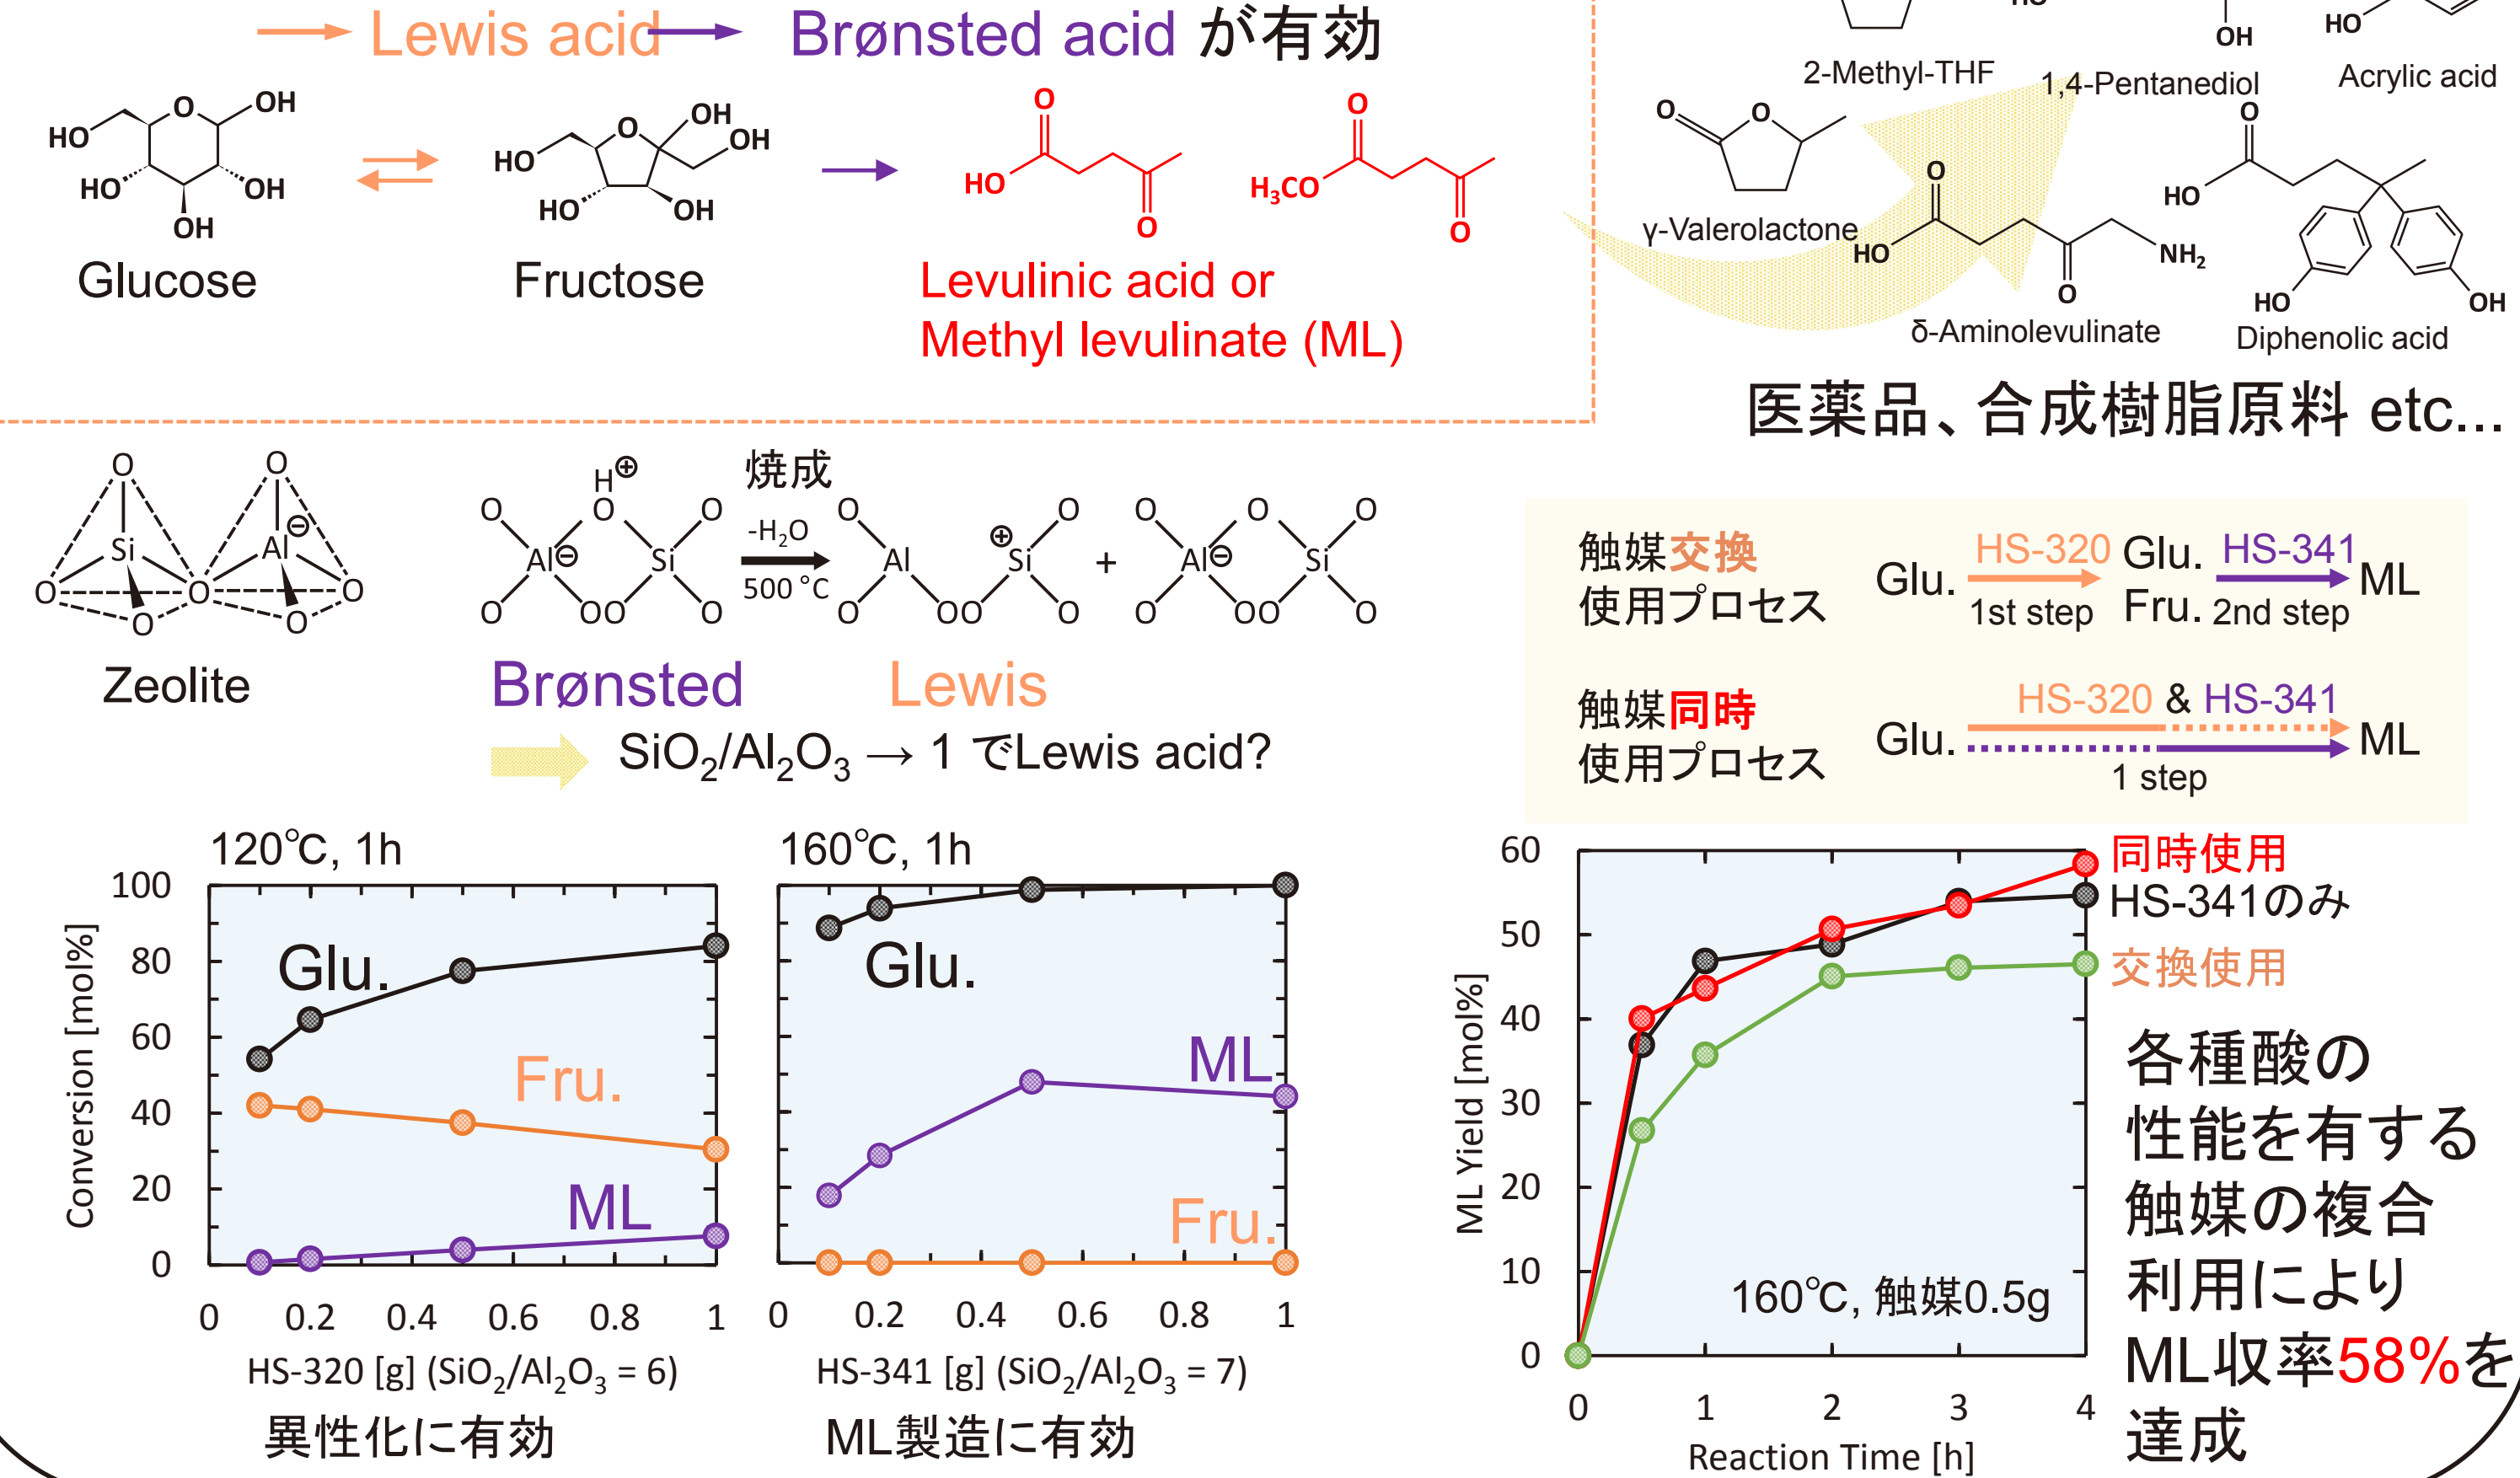 Lewis acid
Brønsted acid が有効
HO
O
OH
HO
OH
OH
Glucose
HO
O
OH
OH
HO
OH
Fructose
O
HO
O
O
H₃CO
O
Levulinic acid or
Methyl levulinate (ML)
HO
OH
HO
2-Methyl-THF
1,4-Pentanediol
Acrylic acid
O
O
γ-Valerolactone
O
HO
O
NH₂
δ-Aminolevulinate
O
HO
HO
OH
Diphenolic acid
医薬品、合成樹脂原料 etc...
O
O
Si
Al⊖
O
O
O
O
O
Zeolite
H⊕
O
O
O
Al⊖
Si
O
OO
O
焼成
-H₂O
500 °C
O
⊕
O
Al
Si
O
OO
O
+
O
O
O
Al⊖
Si
O
OO
O
Brønsted
Lewis
SiO₂/Al₂O₃ → 1 でLewis acid?
触媒交換
使用プロセス
Glu.
HS-320
1st step
Glu.
Fru.
HS-341
2nd step
ML
触媒同時
使用プロセス
Glu.
HS-320 & HS-341
1 step
ML
120℃, 1h
Conversion [mol%]
100
80
60
40
20
0
Glu.
Fru.
ML
0 0.2 0.4 0.6 0.8 1
HS-320 [g] (SiO₂/Al₂O₃ = 6)
異性化に有効
160℃, 1h
Glu.
ML
Fru.
0 0.2 0.4 0.6 0.8 1
HS-341 [g] (SiO₂/Al₂O₃ = 7)
ML製造に有効
ML Yield [mol%]
60
50
40
30
20
10
0
同時使用
HS-341のみ
交換使用
160℃, 触媒0.5g
0 1 2 3 4
Reaction Time [h]
各種酸の
性能を有する
触媒の複合
利用により
ML収率58%を
達成